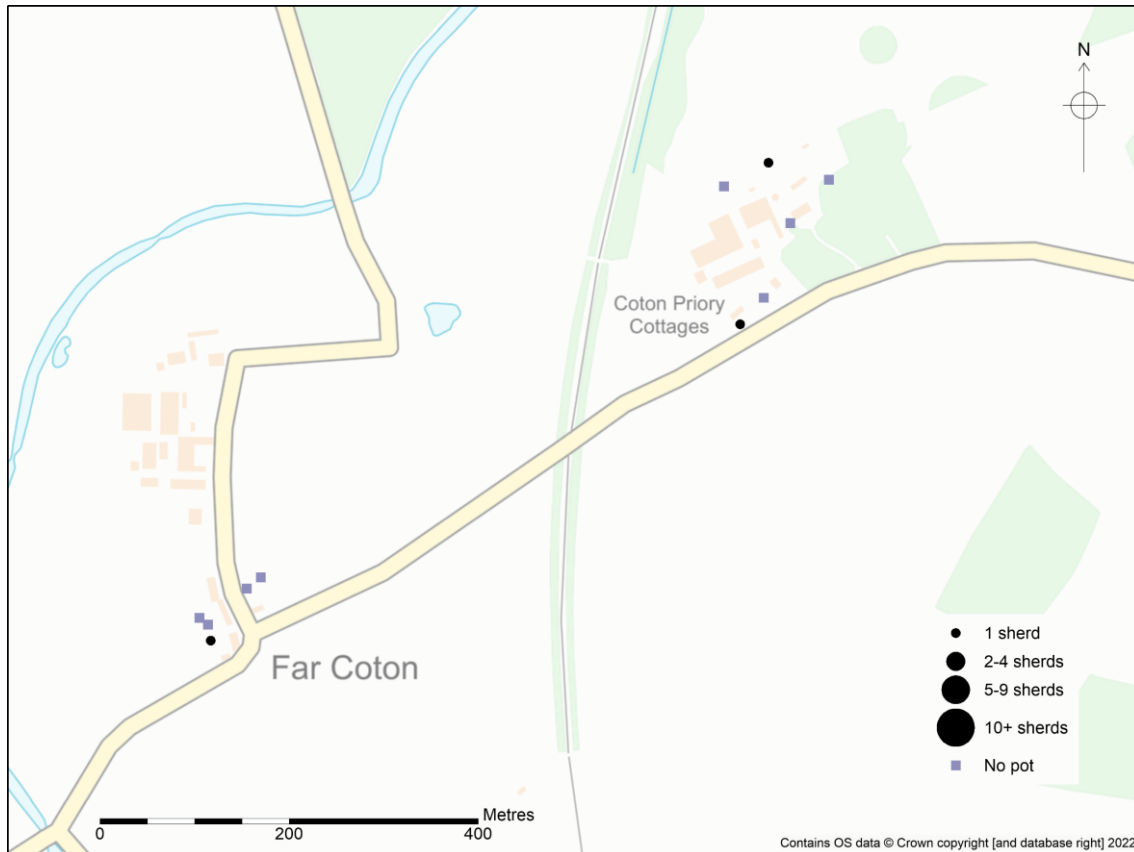 N
Coton Priory
Cottages
Far Coton
1 sherd
2-4 sherds
5-9 sherds
10+ sherds
No pot
Metres
0
200
400
Contains OS data © Crown copyright [and database right] 2022